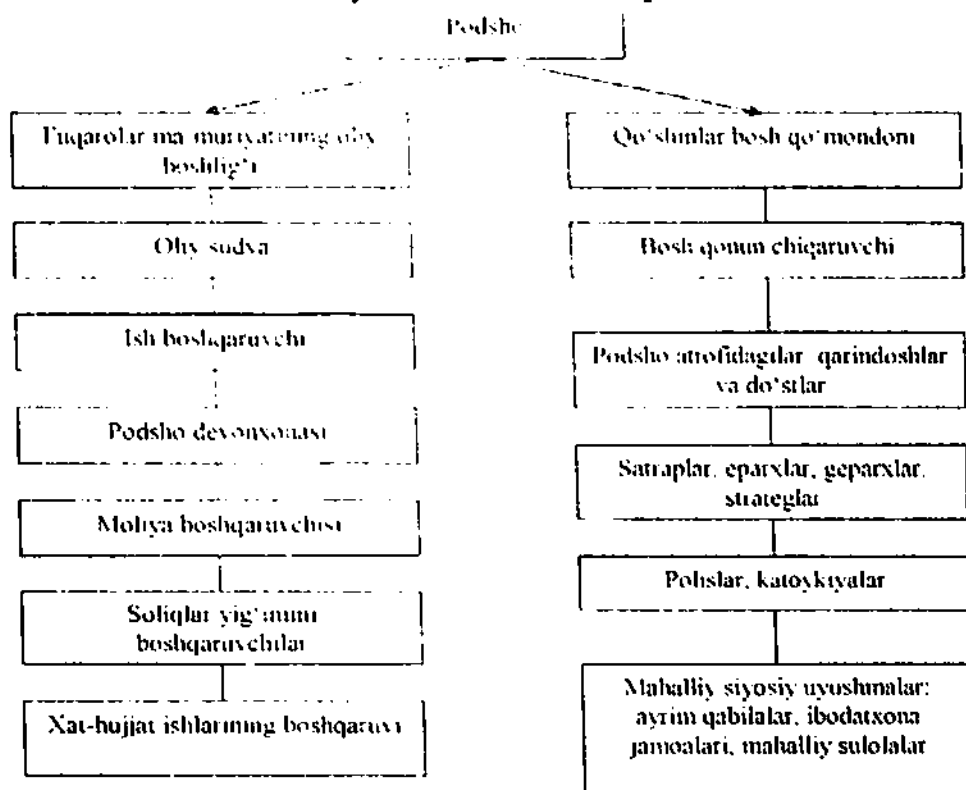 Podsho
Fuqarolar ma'muriyatining oliy
boshlig‘i
Oliy sudya
Ish boshqaruvchi
Podsho devonxonasi
Moliya boshqaruvchisi
Soliqlar yig‘imini
boshqaruvchilar
Xat-hujjat ishlarining boshqaruvi
Qo‘shinlar bosh qo‘mondoni
Bosh qonun chiqaruvchi
Podsho atrofidagilar qarindoshlar
va do‘stlar
Satraplar, eparxlar, geparxlar,
strateglar
Polislar, katoykiyalar
Mahalliy siyosiy uyushmalar:
ayrim qabilalar, ibodatxona
jamoalari, mahalliy sulolalar